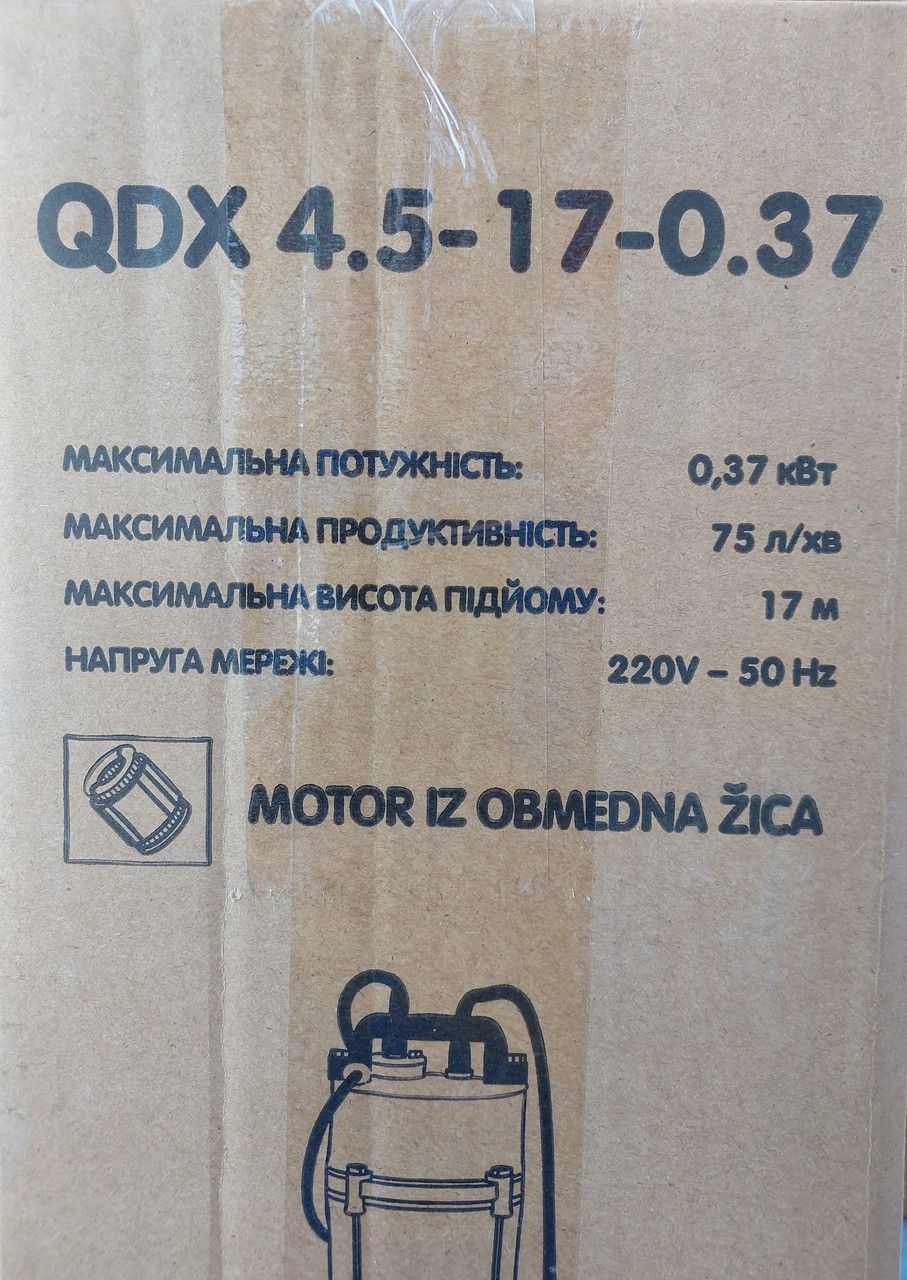 QDX 4.5-17-0.37
МАКСИМАЛЬНА ПОТУЖНІСТЬ: 0,37 кВт
МАКСИМАЛЬНА ПРОДУКТИВНІСТЬ: 75 л/хв
МАКСИМАЛЬНА ВИСОТА ПІДЙОМУ: 17 м
НАПРУГА МЕРЕЖІ: 220V – 50 Hz
MOTOR IZ OBMEDNA ŽICA